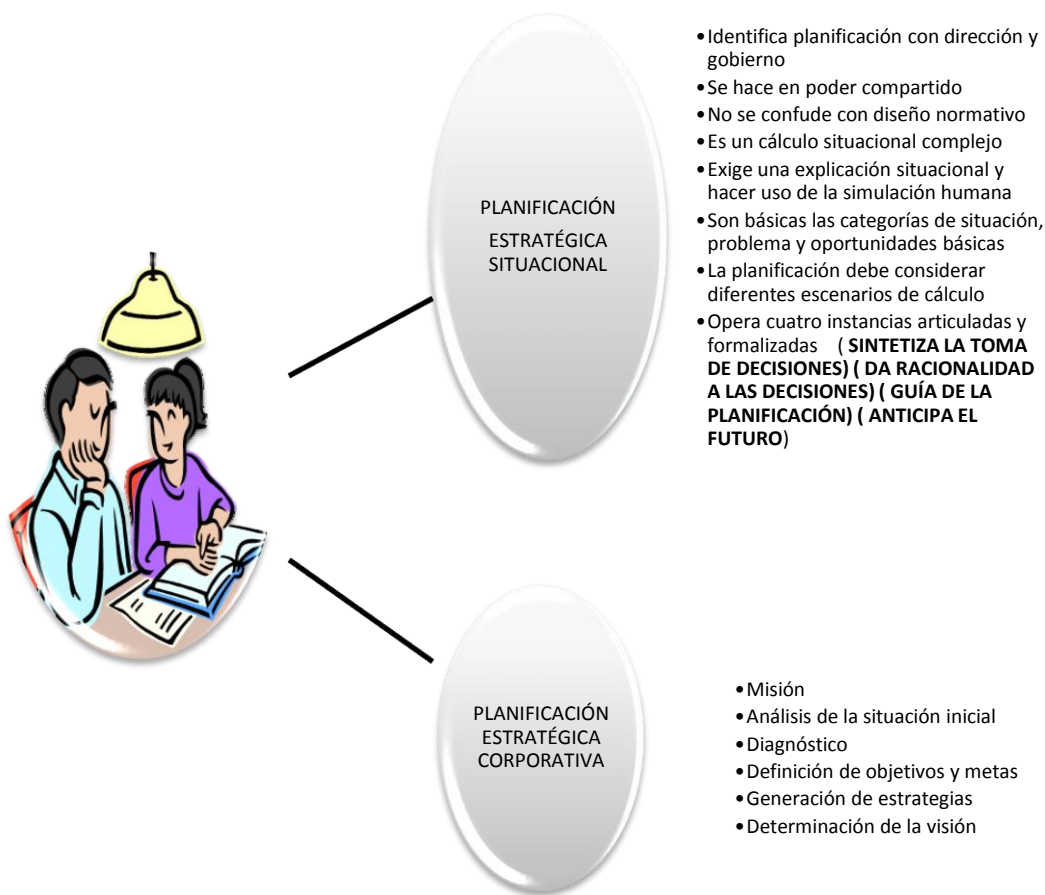 PLANIFICACIÓN
ESTRATÉGICA
SITUACIONAL
•Identifica planificación con dirección y
gobierno
•Se hace en poder compartido
•No se confude con diseño normativo
•Es un cálculo situacional complejo
•Exige una explicación situacional y
hacer uso de la simulación humana
•Son básicas las categorías de situación,
problema y oportunidades básicas
•La planificación debe considerar
diferentes escenarios de cálculo
•Opera cuatro instancias articuladas y
formalizadas ( SINTETIZA LA TOMA
DE DECISIONES) ( DA RACIONALIDAD
A LAS DECISIONES) ( GUÍA DE LA
PLANIFICACIÓN) ( ANTICIPA EL
FUTURO)
PLANIFICACIÓN
ESTRATÉGICA
CORPORATIVA
•Misión
•Análisis de la situación inicial
•Diagnóstico
•Definición de objetivos y metas
•Generación de estrategias
•Determinación de la visión